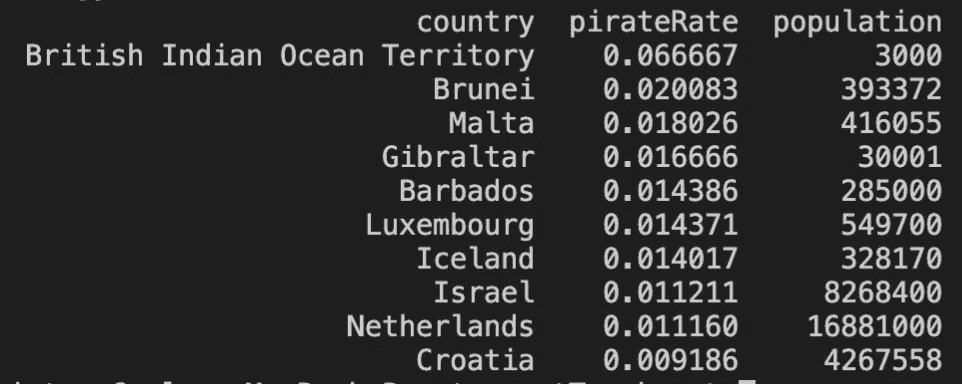 country pirateRate population
British Indian Ocean Territory 0.066667 3000
Brunei 0.020083 393372
Malta 0.018026 416055
Gibraltar 0.016666 30001
Barbados 0.014386 285000
Luxembourg 0.014371 549700
Iceland 0.014017 328170
Israel 0.011211 8268400
Netherlands 0.011160 16881000
Croatia 0.009186 4267558